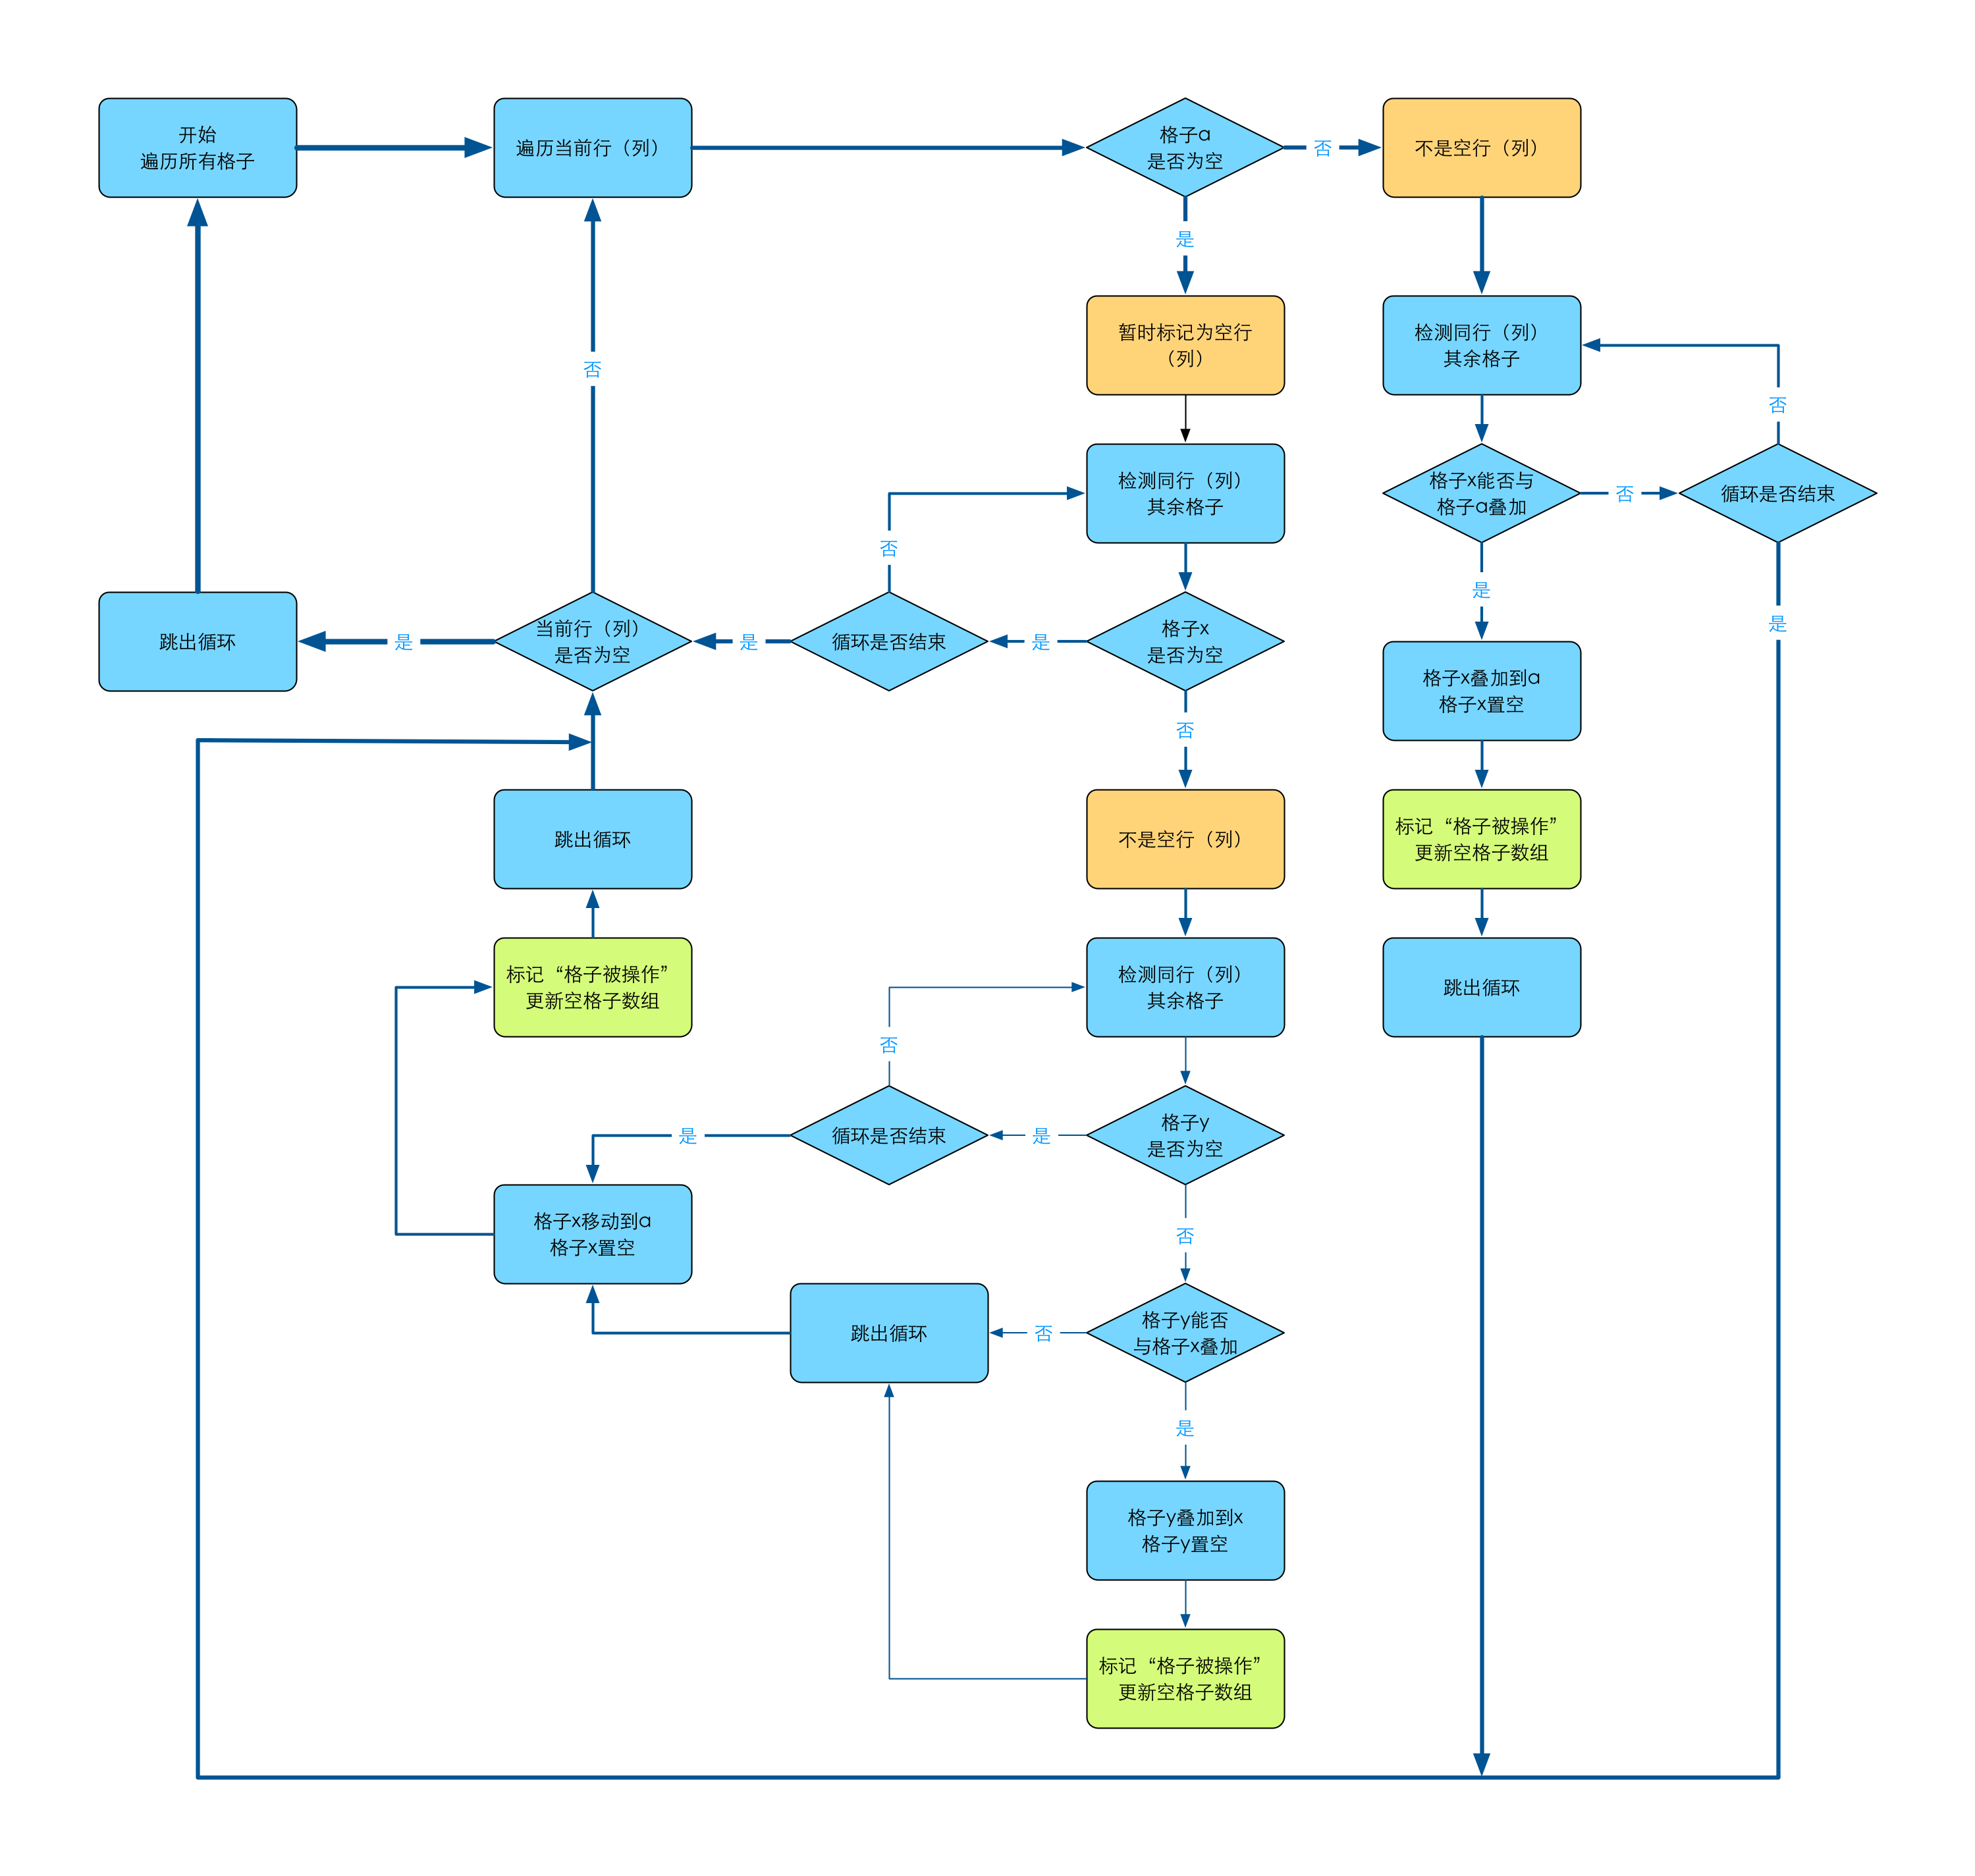 开始
遍历所有格子
遍历当前行（列）
格子a
是否为空
否
不是空行（列）
是
暂时标记为空行
（列）
检测同行（列）
其余格子
否
否
检测同行（列）
其余格子
格子x能否与
格子a叠加
否
循环是否结束
否
是
是
跳出循环
是
当前行（列）
是否为空
是
循环是否结束
是
格子x
是否为空
格子x叠加到a
格子x置空
否
跳出循环
不是空行（列）
标记“格子被操作”
更新空格子数组
标记“格子被操作”
更新空格子数组
检测同行（列）
其余格子
跳出循环
否
是
循环是否结束
是
格子y
是否为空
格子x移动到a
格子x置空
否
跳出循环
否
格子y能否
与格子x叠加
是
格子y叠加到x
格子y置空
标记“格子被操作”
更新空格子数组